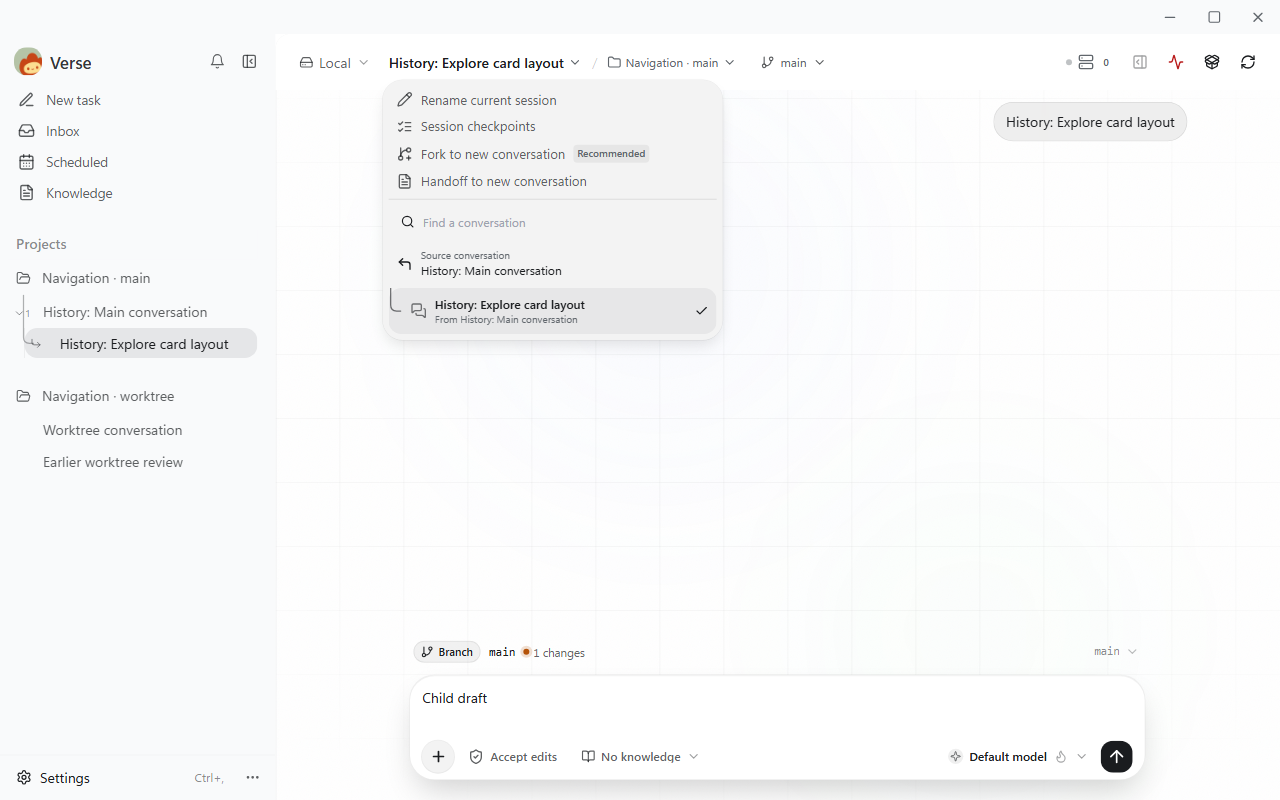 Verse
New task
Inbox
Scheduled
Knowledge
Projects
Navigation · main
1
History: Main conversation
History: Explore card layout
Navigation · worktree
Worktree conversation
Earlier worktree review
Settings
Ctrl+,
Local
History: Explore card layout
/
Navigation · main
main
0
Rename current session
Session checkpoints
Fork to new conversation Recommended
Handoff to new conversation
Find a conversation
Source conversation
History: Main conversation
History: Explore card layout
From History: Main conversation
History: Explore card layout
Branch main 1 changes
main
Child draft
Accept edits
No knowledge
Default model